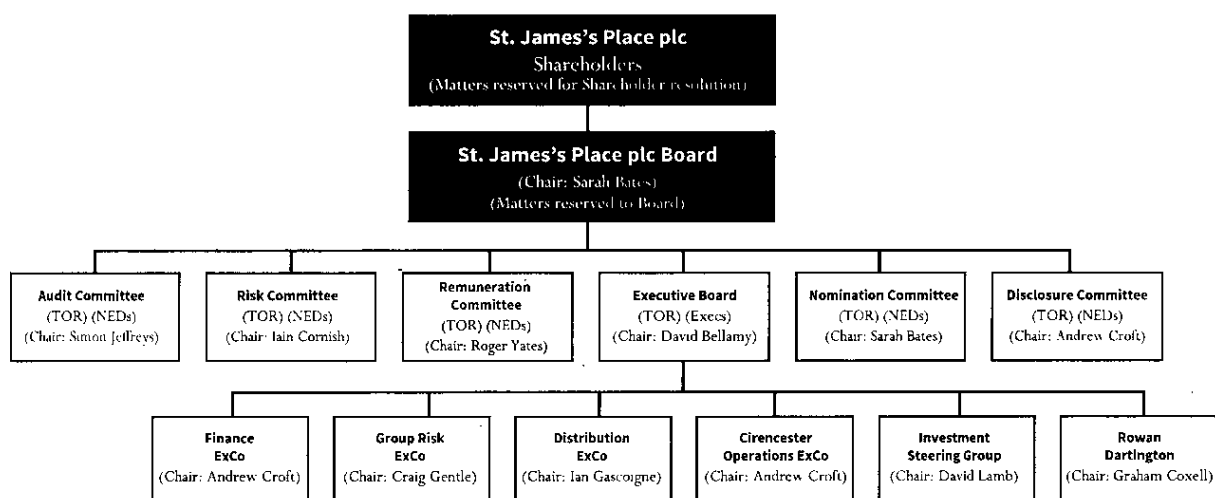 St. James's Place plc
Shareholders
(Matters reserved for Shareholder resolution)
St. James's Place plc Board
(Chair: Sarah Bates)
(Matters reserved to Board)
Audit Committee
(TOR) (NEDs)
(Chair: Simon Jeffreys)
Risk Committee
(TOR) (NEDs)
(Chair: Iain Cornish)
Remuneration
Committee
(TOR) (NEDs)
(Chair: Roger Yates)
Executive Board
(TOR) (Execs)
(Chair: David Bellamy)
Nomination Committee
(TOR) (NEDs)
(Chair: Sarah Bates)
Disclosure Committee
(TOR) (NEDs)
(Chair: Andrew Croft)
Finance
ExCo
(Chair: Andrew Croft)
Group Risk
ExCo
(Chair: Craig Gentle)
Distribution
ExCo
(Chair: Ian Gascoigne)
Cirencester
Operations ExCo
(Chair: Andrew Croft)
Investment
Steering Group
(Chair: David Lamb)
Rowan
Dartington
(Chair: Graham Coxell)